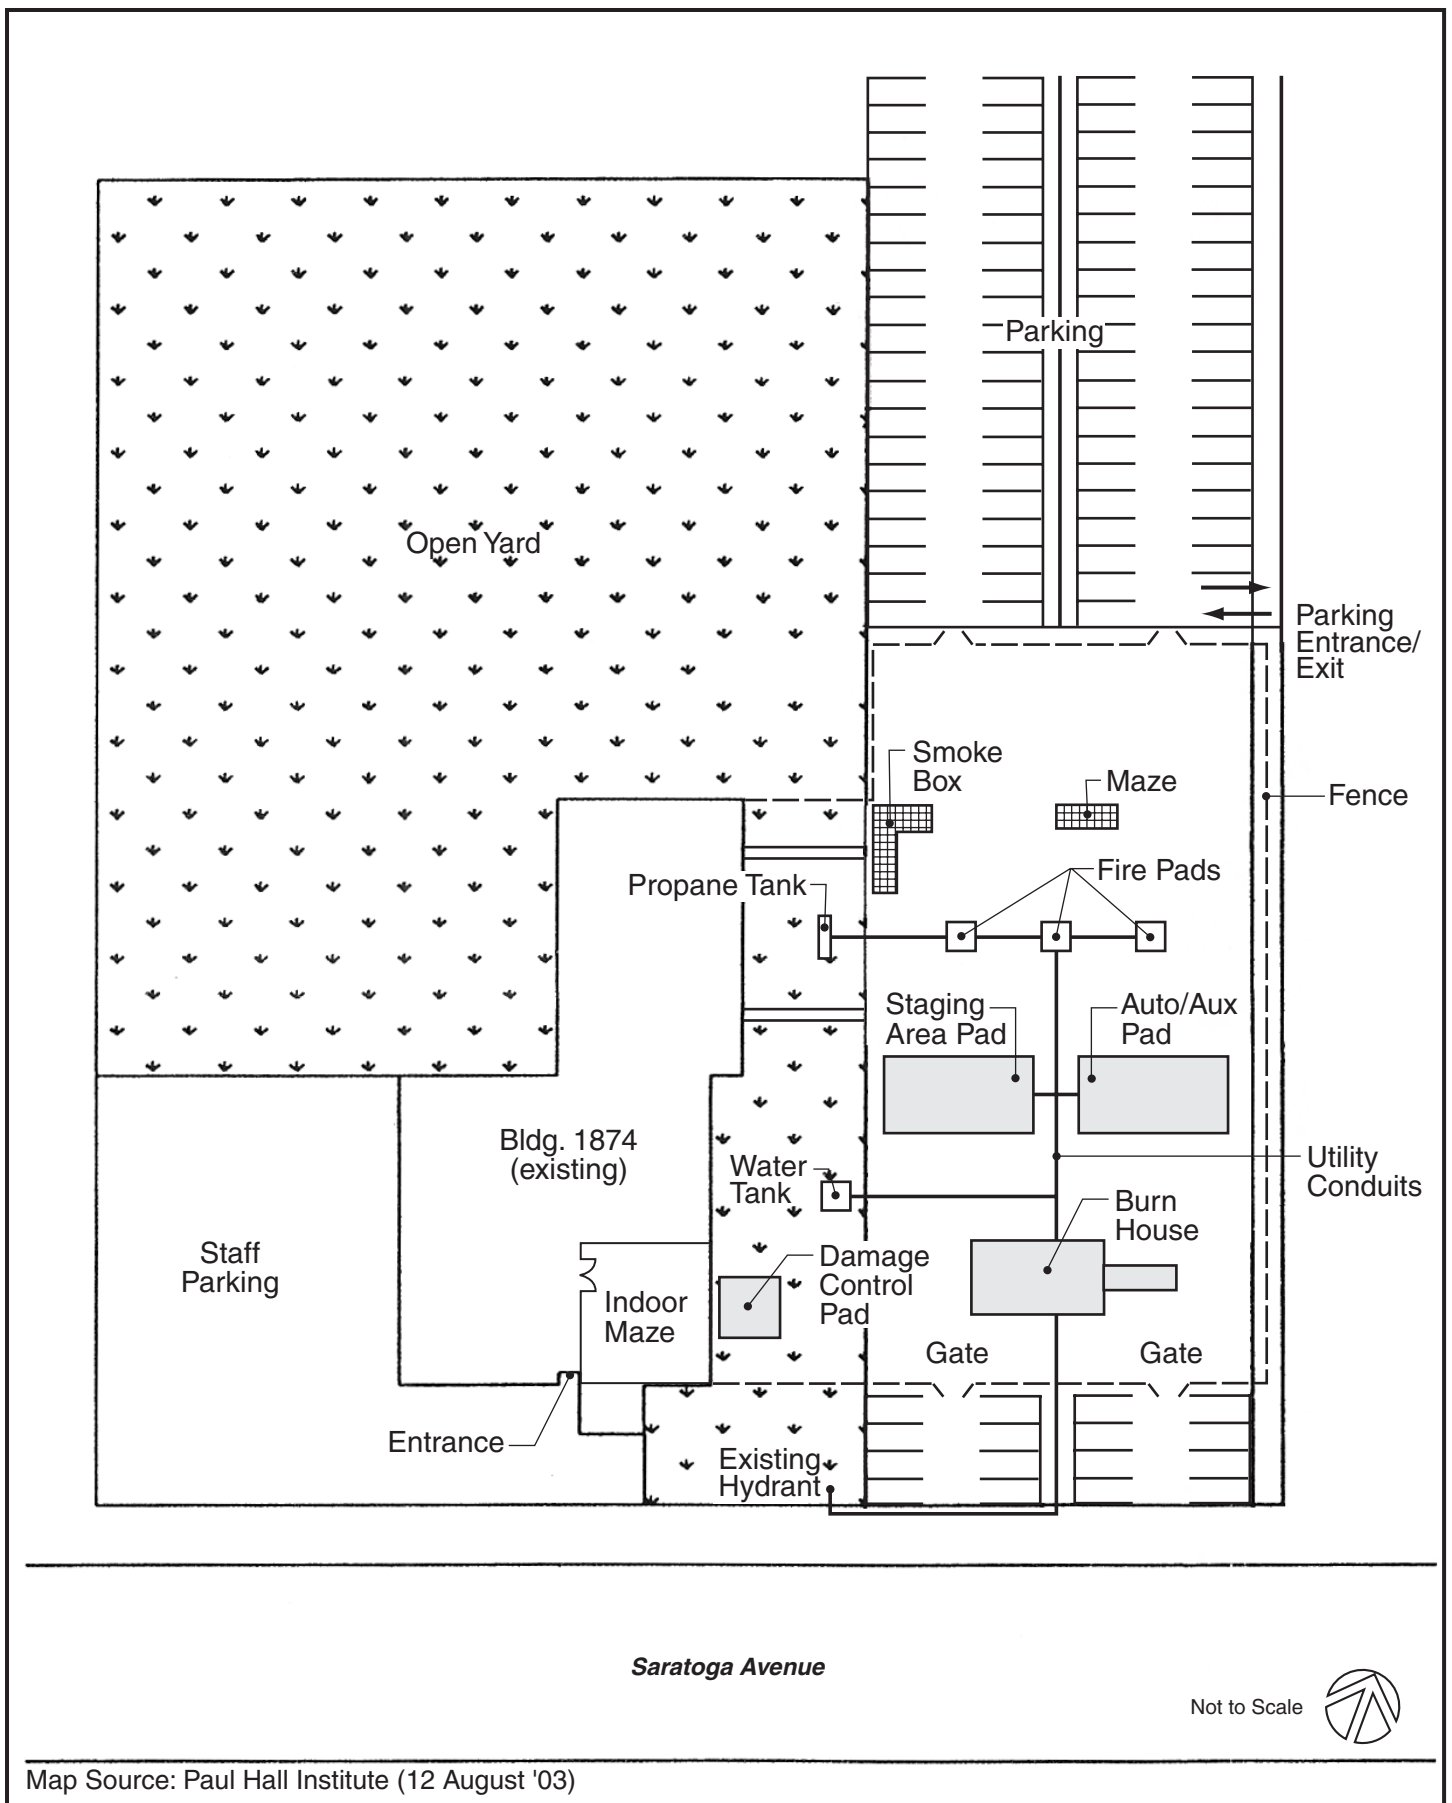 Parking
Open Yard
Parking
Entrance/
Exit
Smoke
Box
Maze
Fence
Propane Tank
Fire Pads
Staging
Area Pad
Auto/Aux
Pad
Bldg. 1874
(existing)
Water
Tank
Utility
Conduits
Burn
House
Staff
Parking
Damage
Control
Pad
Indoor
Maze
Gate
Gate
Entrance
Existing
Hydrant
Saratoga Avenue
Not to Scale
Map Source: Paul Hall Institute (12 August '03)